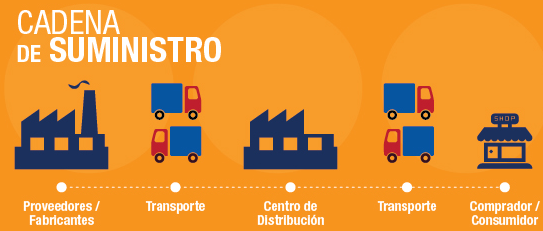 CADENA
DE SUMINISTRO
SHOP
Proveedores /
Fabricantes
Transporte
Centro de
Distribución
Transporte
Comprador /
Consumidor